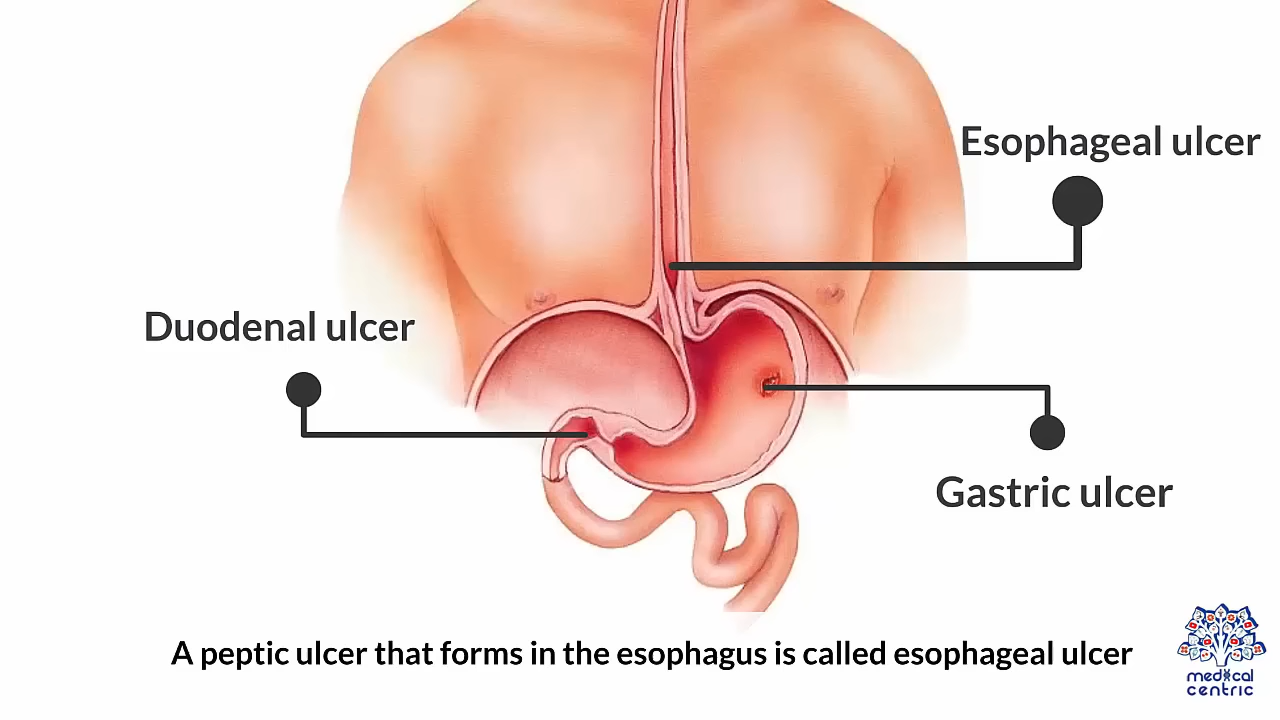 Esophageal ulcer
Duodenal ulcer
Gastric ulcer
A peptic ulcer that forms in the esophagus is called esophageal ulcer
medical
centric